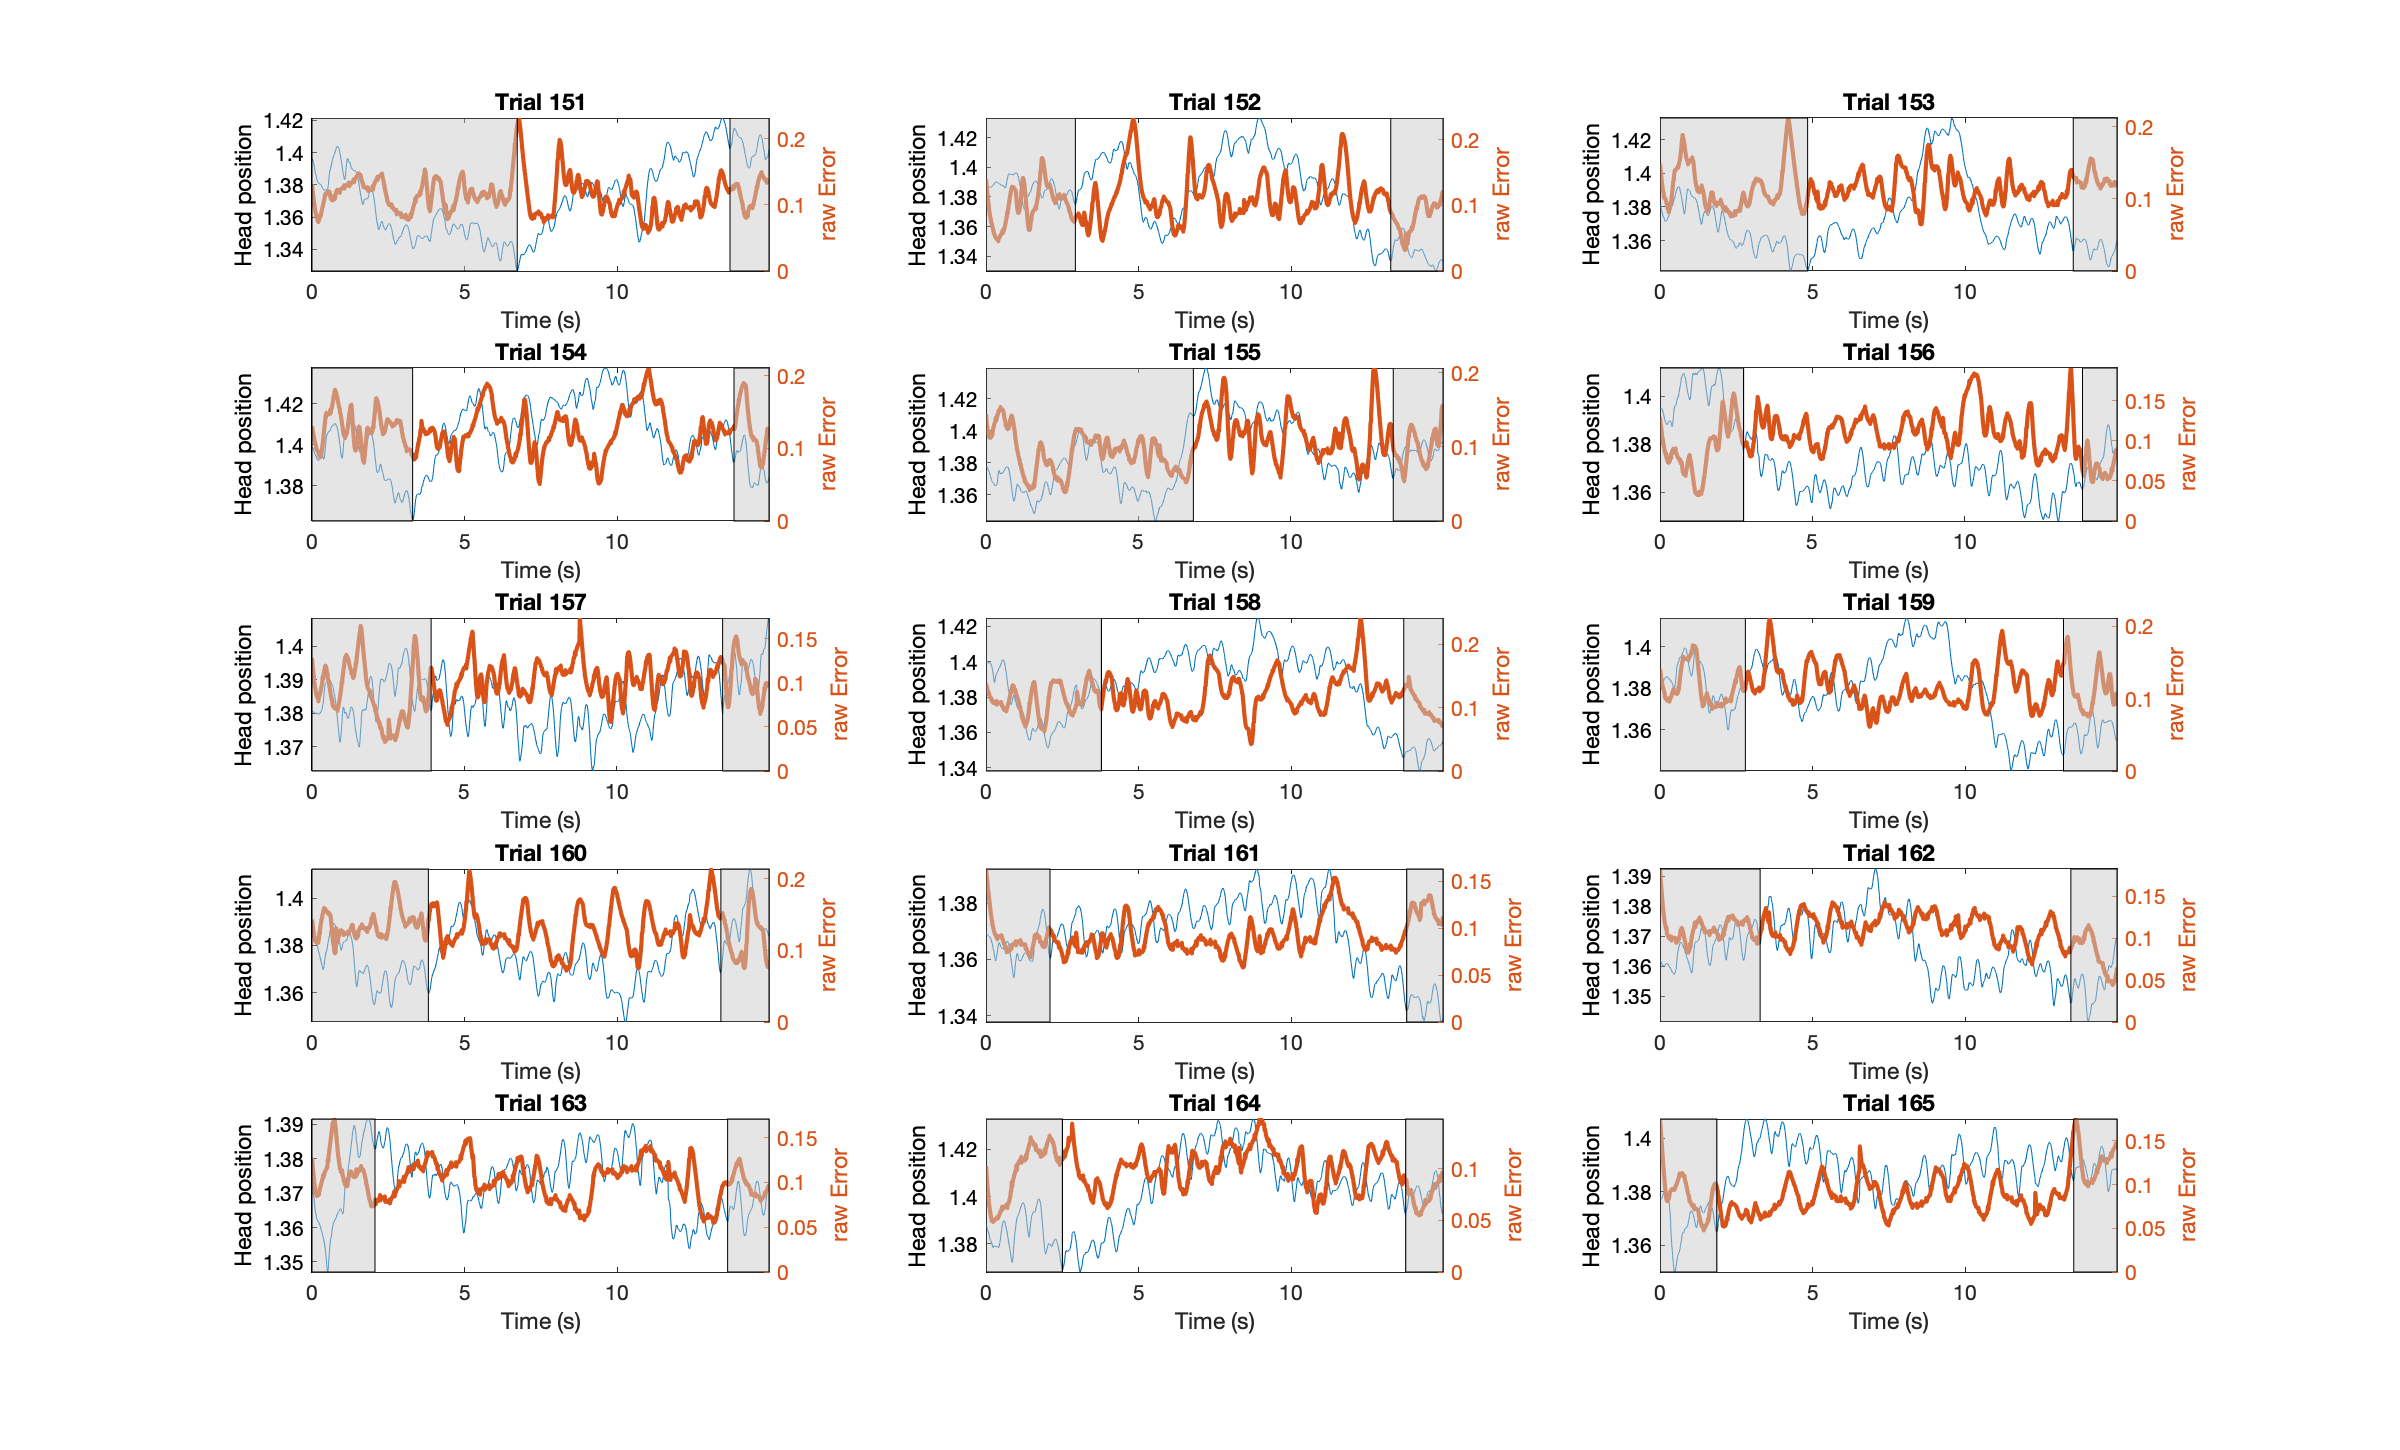 Trial 151
Head position
1.42
1.4
1.38
1.36
1.34
0.2
0.1
0
raw Error
0 5 10
Time (s)
Trial 152
Head position
1.42
1.4
1.38
1.36
1.34
0.2
0.1
0
raw Error
0 5 10
Time (s)
Trial 153
Head position
1.42
1.4
1.38
1.36
0.2
0.1
0
raw Error
0 5 10
Time (s)
Trial 154
Head position
1.42
1.4
1.38
0.2
0.1
0
raw Error
0 5 10
Time (s)
Trial 155
Head position
1.42
1.4
1.38
1.36
0.2
0.1
0
raw Error
0 5 10
Time (s)
Trial 156
Head position
1.4
1.38
1.36
0.15
0.1
0.05
0
raw Error
0 5 10
Time (s)
Trial 157
Head position
1.4
1.39
1.38
1.37
0.15
0.1
0.05
0
raw Error
0 5 10
Time (s)
Trial 158
Head position
1.42
1.4
1.38
1.36
1.34
0.2
0.1
0
raw Error
0 5 10
Time (s)
Trial 159
Head position
1.4
1.38
1.36
0.2
0.1
0
raw Error
0 5 10
Time (s)
Trial 160
Head position
1.4
1.38
1.36
0.2
0.1
0
raw Error
0 5 10
Time (s)
Trial 161
Head position
1.38
1.36
1.34
0.15
0.1
0.05
0
raw Error
0 5 10
Time (s)
Trial 162
Head position
1.39
1.38
1.37
1.36
1.35
0.15
0.1
0.05
0
raw Error
0 5 10
Time (s)
Trial 163
Head position
1.39
1.38
1.37
1.36
1.35
0.15
0.1
0.05
0
raw Error
0 5 10
Time (s)
Trial 164
Head position
1.42
1.4
1.38
0.1
0.05
0
raw Error
0 5 10
Time (s)
Trial 165
Head position
1.4
1.38
1.36
0.15
0.1
0.05
0
raw Error
0 5 10
Time (s)